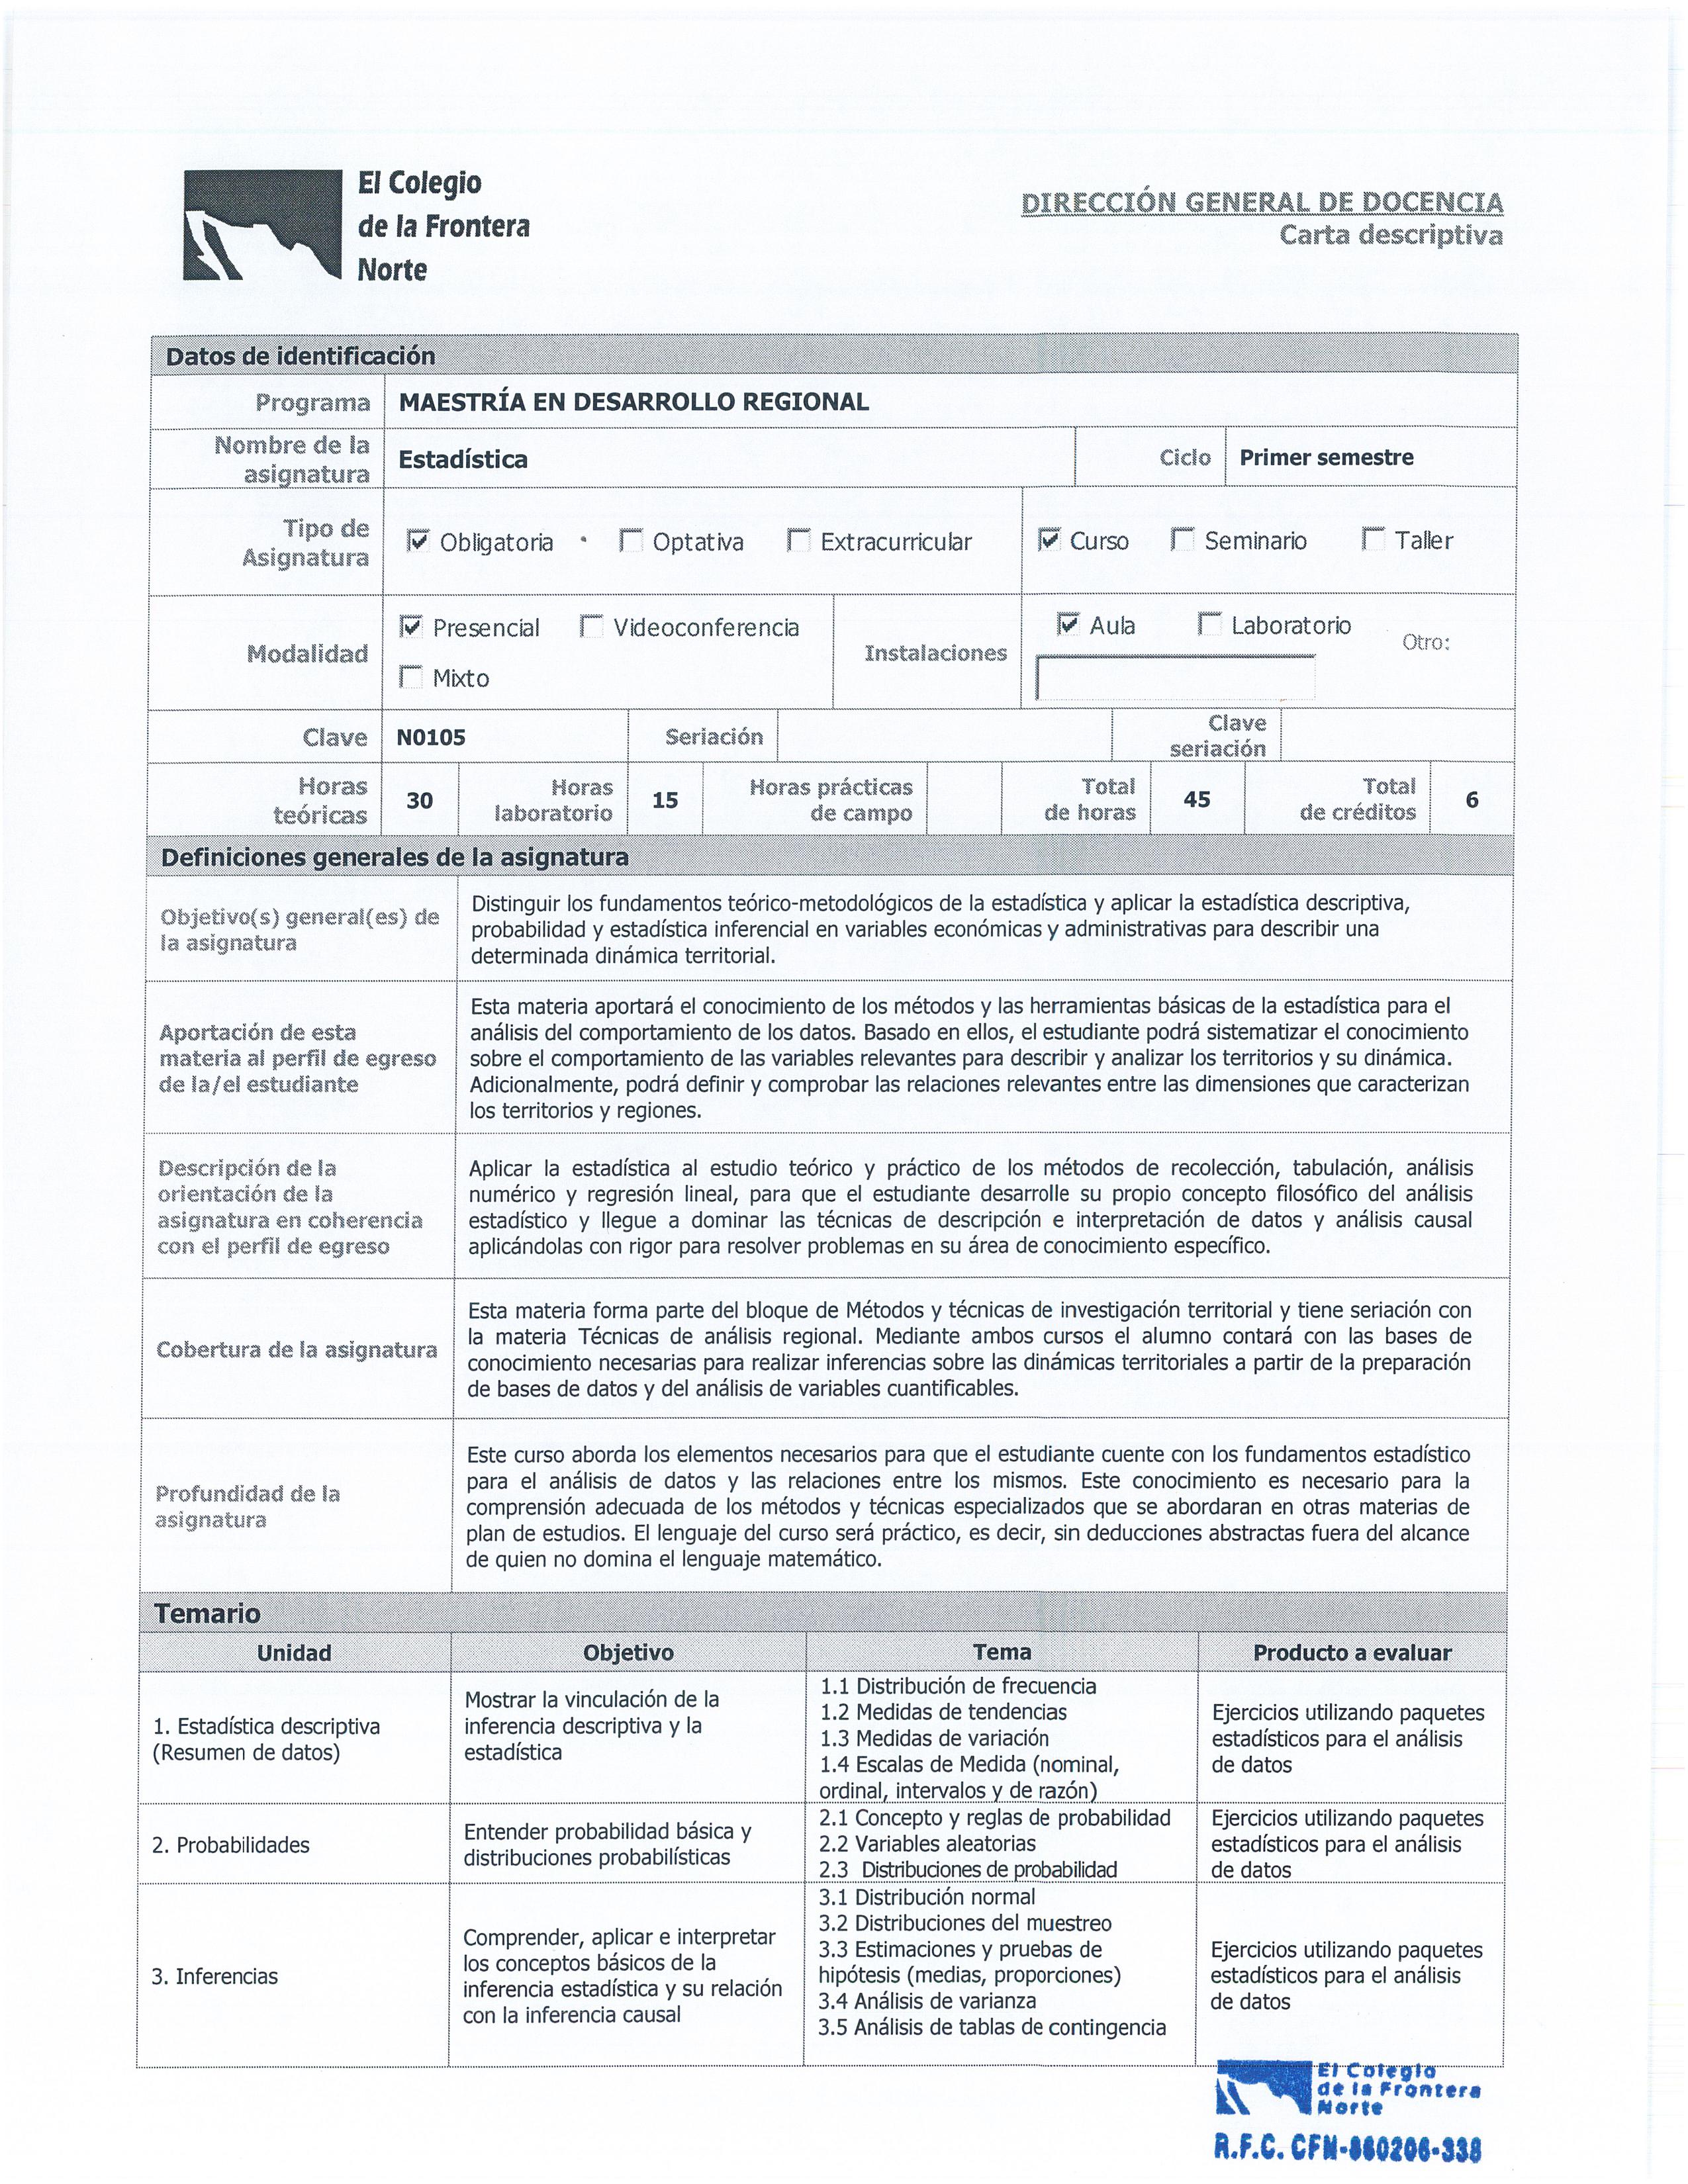 El Colegio
de la Frontera
Norte
DIRECCIÓN GENERAL DE DOCENCIA
Carta descriptiva
Datos de identificación
Programa MAESTRÍA EN DESARROLLO REGIONAL
Nombre de la
asignatura
Estadística
Ciclo Primer semestre
Tipo de
Asignatura
Obligatoria Optativa Extracurricular Curso Seminario Taller
Modalidad
Presencial Videoconferencia
Mixto
Instalaciones
Aula Laboratorio Otro:
Clave N0105 Seriación
Clave
seriación
Horas
teóricas
30
Horas
laboratorio
15
Horas prácticas
de campo
Total
de horas
45
Total
de créditos
6
Definiciones generales de la asignatura
Objetivo(s) general(es) de
la asignatura
Distinguir los fundamentos teórico-metodológicos de la estadística y aplicar la estadística descriptiva,
probabilidad y estadística inferencial en variables económicas y administrativas para describir una
determinada dinámica territorial.
Aportación de esta
materia al perfil de egreso
de la/el estudiante
Esta materia aportará el conocimiento de los métodos y las herramientas básicas de la estadística para el
análisis del comportamiento de los datos. Basado en ellos, el estudiante podrá sistematizar el conocimiento
sobre el comportamiento de las variables relevantes para describir y analizar los territorios y su dinámica.
Adicionalmente, podrá definir y comprobar las relaciones relevantes entre las dimensiones que caracterizan
los territorios y regiones.
Descripción de la
orientación de la
asignatura en coherencia
con el perfil de egreso
Aplicar la estadística al estudio teórico y práctico de los métodos de recolección, tabulación, análisis
numérico y regresión lineal, para que el estudiante desarrolle su propio concepto filosófico del análisis
estadístico y llegue a dominar las técnicas de descripción e interpretación de datos y análisis causal
aplicándolas con rigor para resolver problemas en su área de conocimiento específico.
Cobertura de la asignatura
Esta materia forma parte del bloque de Métodos y técnicas de investigación territorial y tiene seriación con
la materia Técnicas de análisis regional. Mediante ambos cursos el alumno contará con las bases de
conocimiento necesarias para realizar inferencias sobre las dinámicas territoriales a partir de la preparación
de bases de datos y del análisis de variables cuantificables.
Profundidad de la
asignatura
Este curso aborda los elementos necesarios para que el estudiante cuente con los fundamentos estadístico
para el análisis de datos y las relaciones entre los mismos. Este conocimiento es necesario para la
comprensión adecuada de los métodos y técnicas especializados que se abordaran en otras materias de
plan de estudios. El lenguaje del curso será práctico, es decir, sin deducciones abstractas fuera del alcance
de quien no domina el lenguaje matemático.
Temario
Unidad Objetivo Tema Producto a evaluar
1. Estadística descriptiva
(Resumen de datos)
Mostrar la vinculación de la
inferencia descriptiva y la
estadística
1.1 Distribución de frecuencia
1.2 Medidas de tendencias
1.3 Medidas de variación
1.4 Escalas de Medida (nominal,
ordinal, intervalos y de razón)
Ejercicios utilizando paquetes
estadísticos para el análisis
de datos
2. Probabilidades
Entender probabilidad básica y
distribuciones probabilísticas
2.1 Concepto y reglas de probabilidad
2.2 Variables aleatorias
2.3 Distribuciones de probabilidad
Ejercicios utilizando paquetes
estadísticos para el análisis
de datos
3. Inferencias
Comprender, aplicar e interpretar
los conceptos básicos de la
inferencia estadística y su relación
con la inferencia causal
3.1 Distribución normal
3.2 Distribuciones del muestreo
3.3 Estimaciones y pruebas de
hipótesis (medias, proporciones)
3.4 Análisis de varianza
3.5 Análisis de tablas de contingencia
Ejercicios utilizando paquetes
estadísticos para el análisis
de datos
El Colegio
de la Frontera
Norte
R.F.C. CFN-860206-338